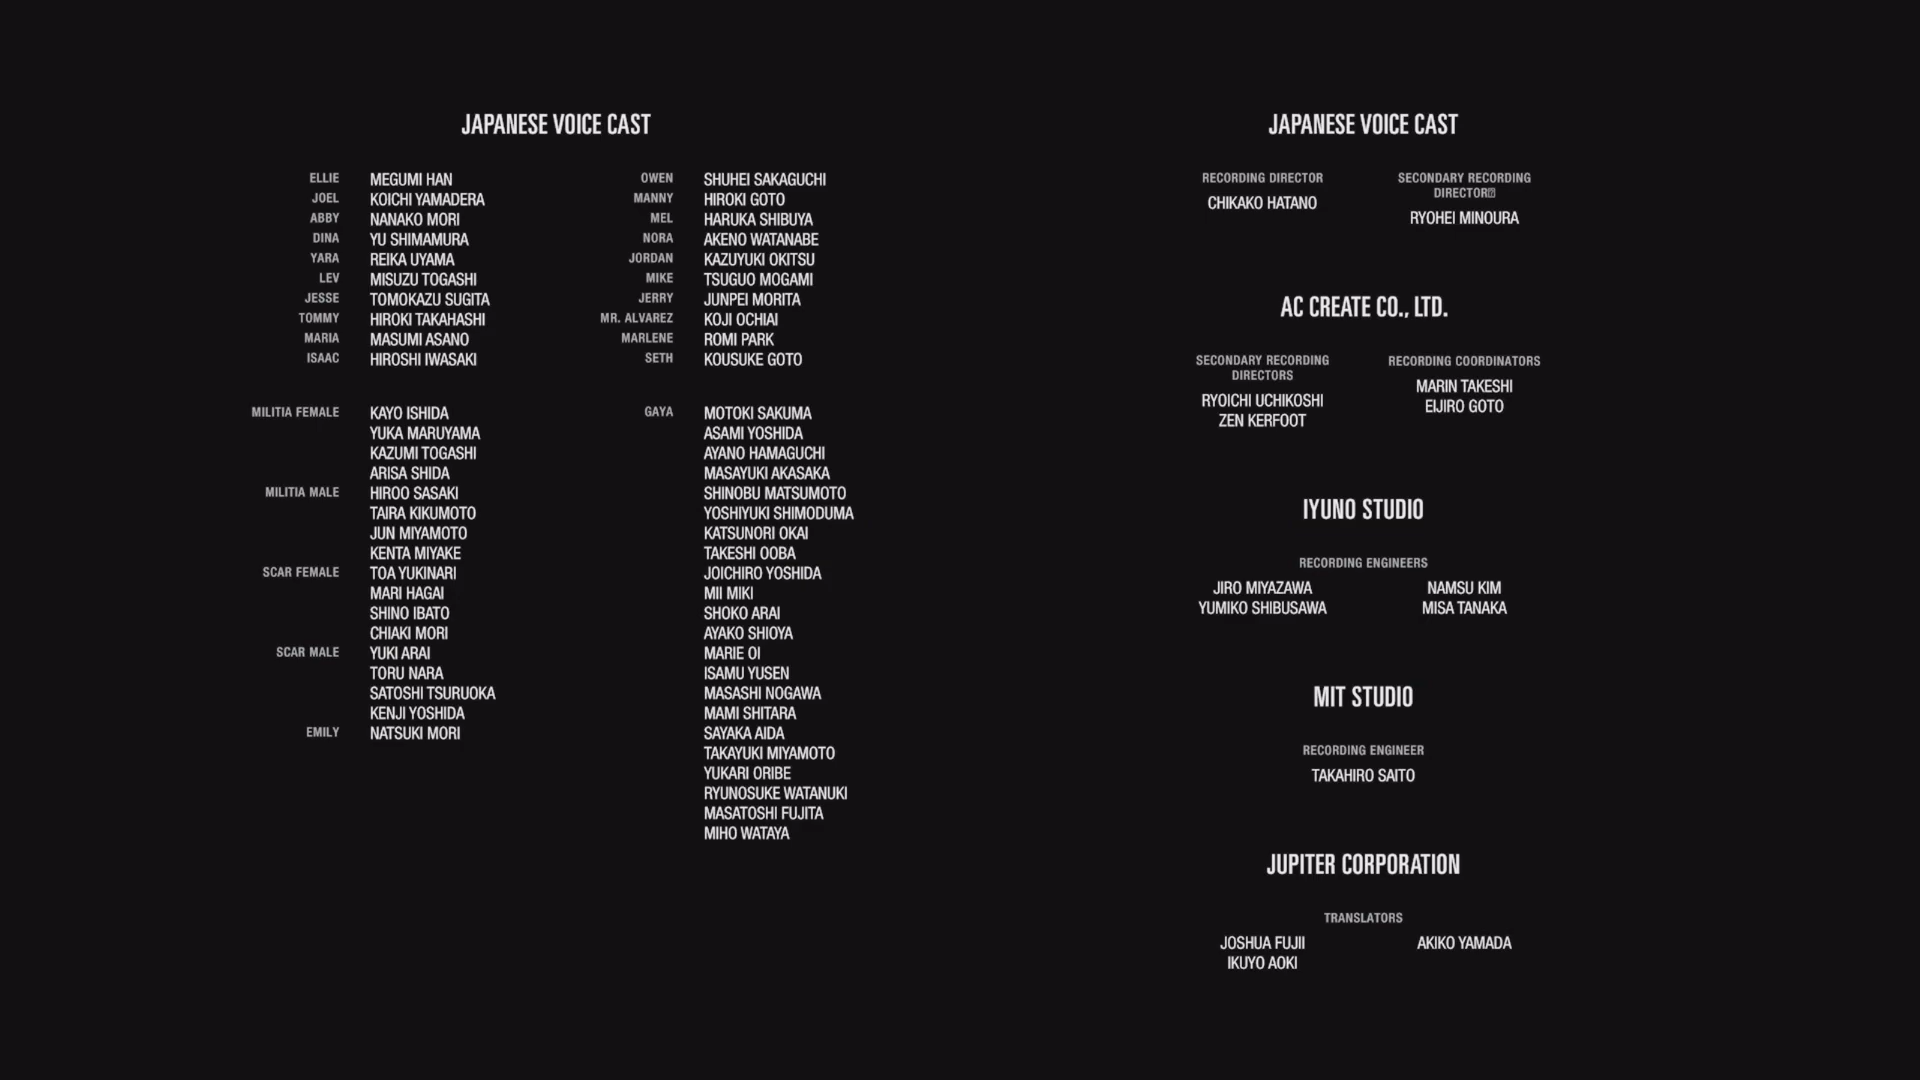 JAPANESE VOICE CAST
ELLIE MEGUMI HAN
JOEL KOICHI YAMADERA
ABBY NANAKO MORI
DINA YU SHIMAMURA
YARA REIKA UYAMA
LEV MISUZU TOGASHI
JESSE TOMOKAZU SUGITA
TOMMY HIROKI TAKAHASHI
MARIA MASUMI ASANO
ISAAC HIROSHI IWASAKI
OWEN SHUHEI SAKAGUCHI
MANNY HIROKI GOTO
MEL HARUKA SHIBUYA
NORA AKENO WATANABE
JORDAN KAZUYUKI OKITSU
MIKE TSUGUO MOGAMI
JERRY JUNPEI MORITA
MR. ALVAREZ KOJI OCHIAI
MARLENE ROMI PARK
SETH KOUSUKE GOTO
MILITIA FEMALE KAYO ISHIDA
YUKA MARUYAMA
KAZUMI TOGASHI
ARISA SHIDA
MILITIA MALE HIROO SASAKI
TAIRA KIKUMOTO
JUN MIYAMOTO
KENTA MIYAKE
SCAR FEMALE TOA YUKINARI
MARI HAGAI
SHINO IBATO
CHIAKI MORI
SCAR MALE YUKI ARAI
TORU NARA
SATOSHI TSURUOKA
KENJI YOSHIDA
EMILY NATSUKI MORI
GAYA MOTOKI SAKUMA
ASAMI YOSHIDA
AYANO HAMAGUCHI
MASAYUKI AKASAKA
SHINOBU MATSUMOTO
YOSHIYUKI SHIMODUMA
KATSUNORI OKAI
TAKESHI OOBA
JOICHIRO YOSHIDA
MII MIKI
SHOKO ARAI
AYAKO SHIOYA
MARIE OI
ISAMU YUSEN
MASASHI NOGAWA
MAMI SHITARA
SAYAKA AIDA
TAKAYUKI MIYAMOTO
YUKARI ORIBE
RYUNOSUKE WATANUKI
MASATOSHI FUJITA
MIHO WATAYA
JAPANESE VOICE CAST
RECORDING DIRECTOR
CHIKAKO HATANO
SECONDARY RECORDING
DIRECTOR
RYOHEI MINOURA
AC CREATE CO., LTD.
SECONDARY RECORDING
DIRECTORS
RYOICHI UCHIKOSHI
ZEN KERFOOT
RECORDING COORDINATORS
MARIN TAKESHI
EIJIRO GOTO
IYUNO STUDIO
RECORDING ENGINEERS
JIRO MIYAZAWA
YUMIKO SHIBUSAWA
NAMSU KIM
MISA TANAKA
MIT STUDIO
RECORDING ENGINEER
TAKAHIRO SAITO
JUPITER CORPORATION
TRANSLATORS
JOSHUA FUJII
IKUYO AOKI
AKIKO YAMADA